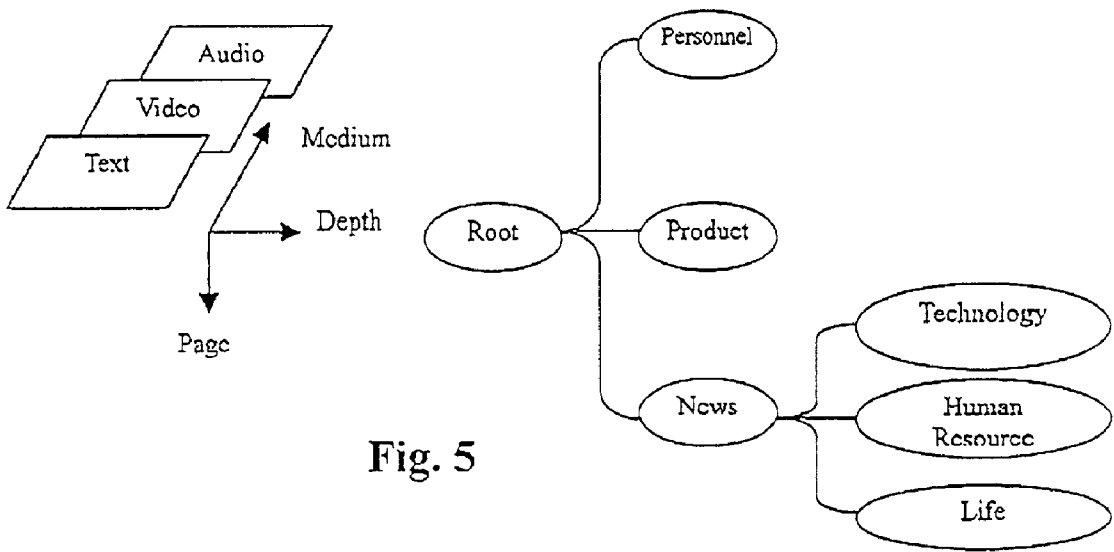 Audio
Video
Text
Medium
Depth
Page
Root
Personnel
Product
News
Technology
Human
Resource
Life
Fig. 5